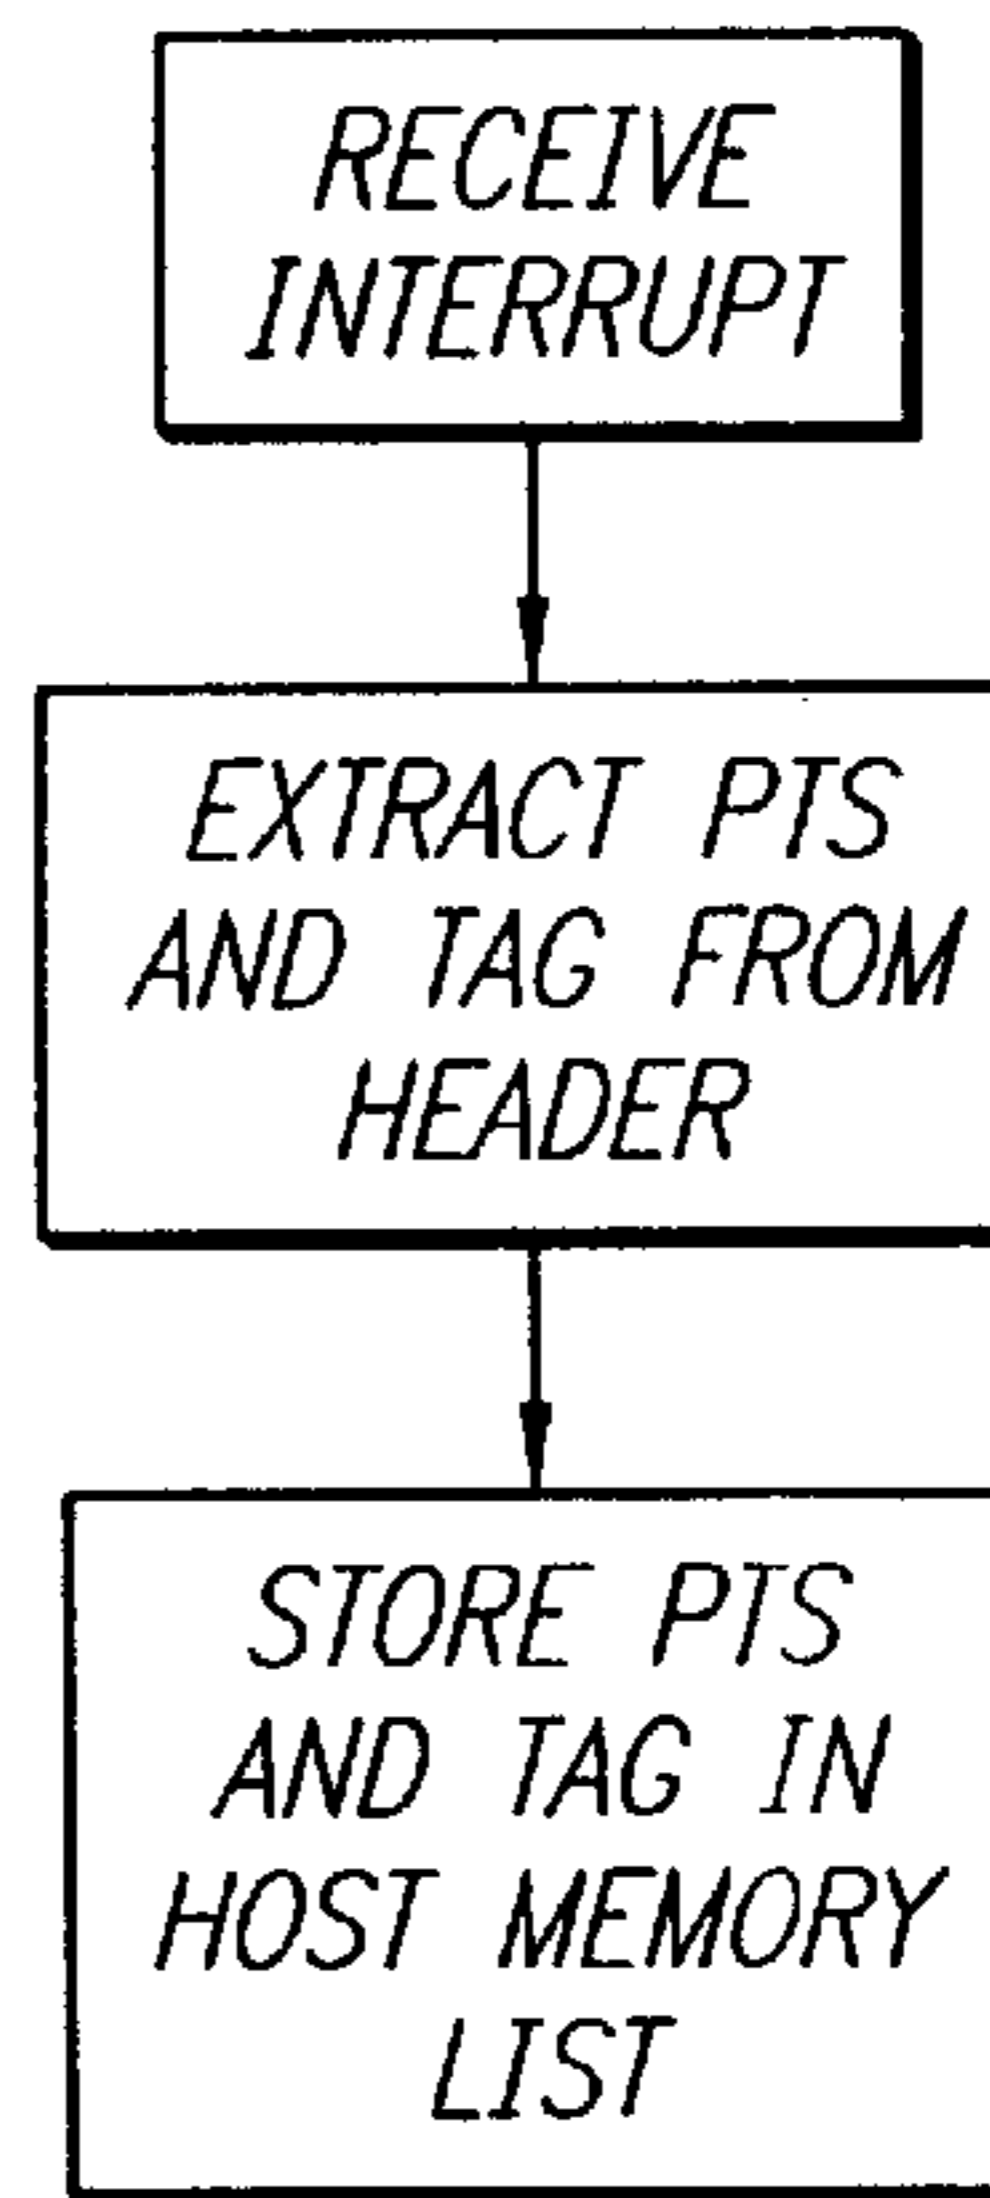 RECEIVE
INTERRUPT
EXTRACT PTS
AND TAG FROM
HEADER
STORE PTS
AND TAG IN
HOST MEMORY
LIST